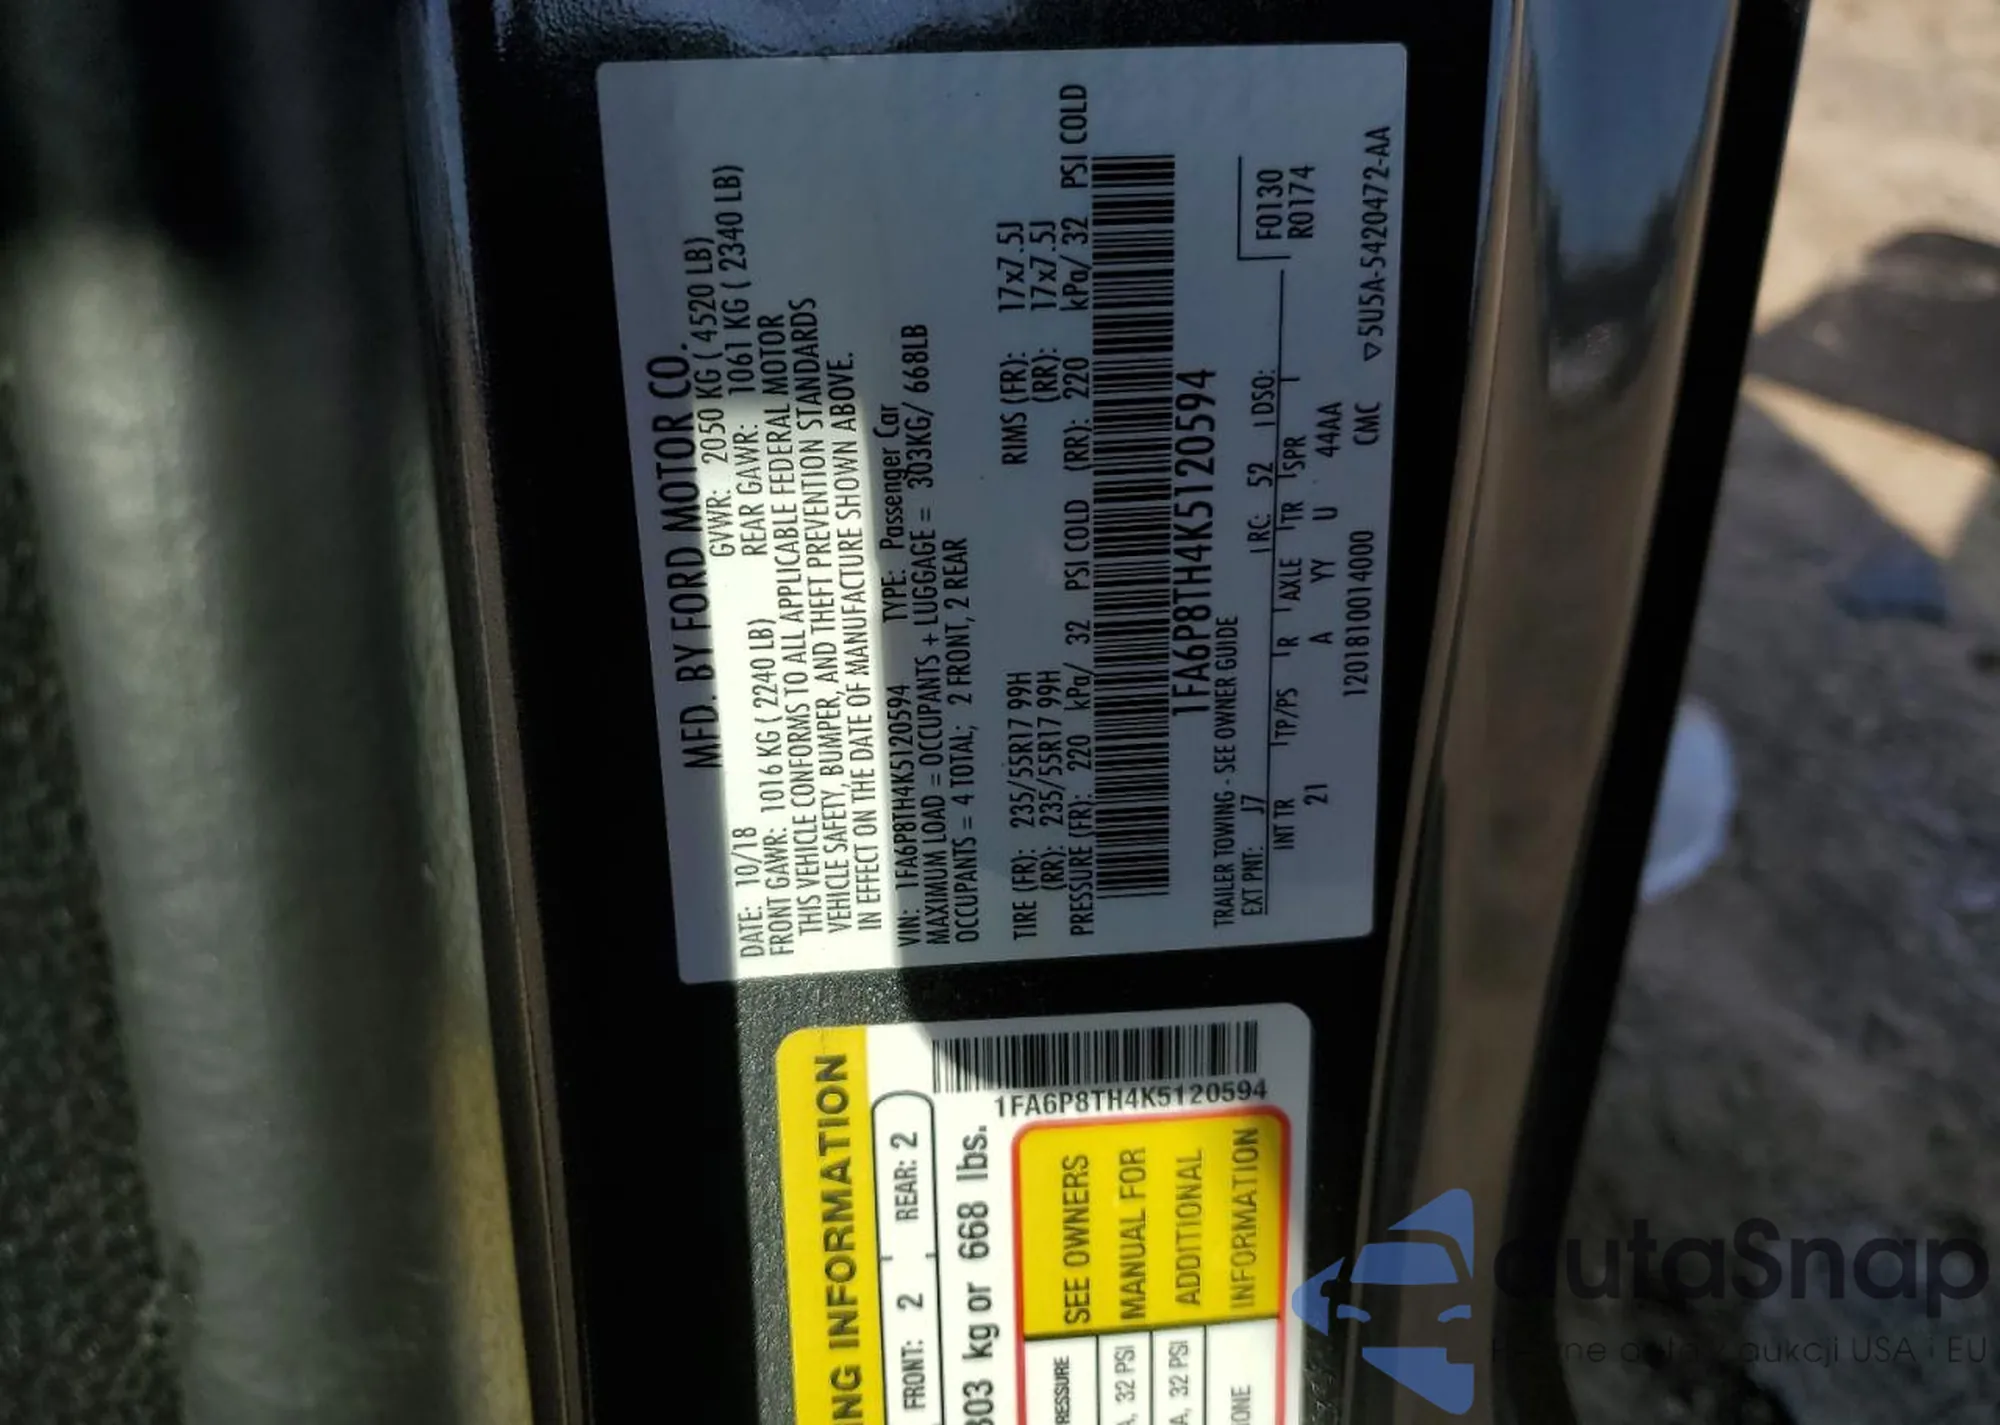 MFD. BY FORD MOTOR CO.
DATE: 10/18 GVWR: 2050 KG ( 4520 LB)
FRONT GAWR: 1016 KG ( 2240 LB) REAR GAWR: 1061 KG ( 2340 LB)
THIS VEHICLE CONFORMS TO ALL APPLICABLE FEDERAL MOTOR
VEHICLE SAFETY, BUMPER, AND THEFT PREVENTION STANDARDS
IN EFFECT ON THE DATE OF MANUFACTURE SHOWN ABOVE.
VIN: 1FA6P8TH4K5120594 TYPE: Passenger Car
MAXIMUM LOAD = OCCUPANTS + LUGGAGE = 303KG/ 668LB
OCCUPANTS = 4 TOTAL; 2 FRONT, 2 REAR
TIRE (FR): 235/55R17 99H RIMS (FR): 17x7.5J
(RR): 235/55R17 99H (RR): 17x7.5J
PRESSURE (FR): 220 kPa/ 32 PSI COLD (RR): 220 kPa/ 32 PSI COLD
1FA6P8TH4K5120594
TRAILER TOWING - SEE OWNER GUIDE
EXT PNT: J7 RC: 52 DSO: F0130
R0174
INT TR TP/PS R AXLE TR SPR
21 A YY U 44AA
1201810014000 CMC ▽5U5A-5420472-AA
ING INFORMATION
FRONT: 2 REAR: 2
303 kg or 668 lbs.
1FA6P8TH4K5120594
SEE OWNERS
MANUAL FOR
ADDITIONAL
INFORMATION
RESSURE
A, 32 PSI
A, 32 PSI
ONE
autaSnap
aukcji USA i EU